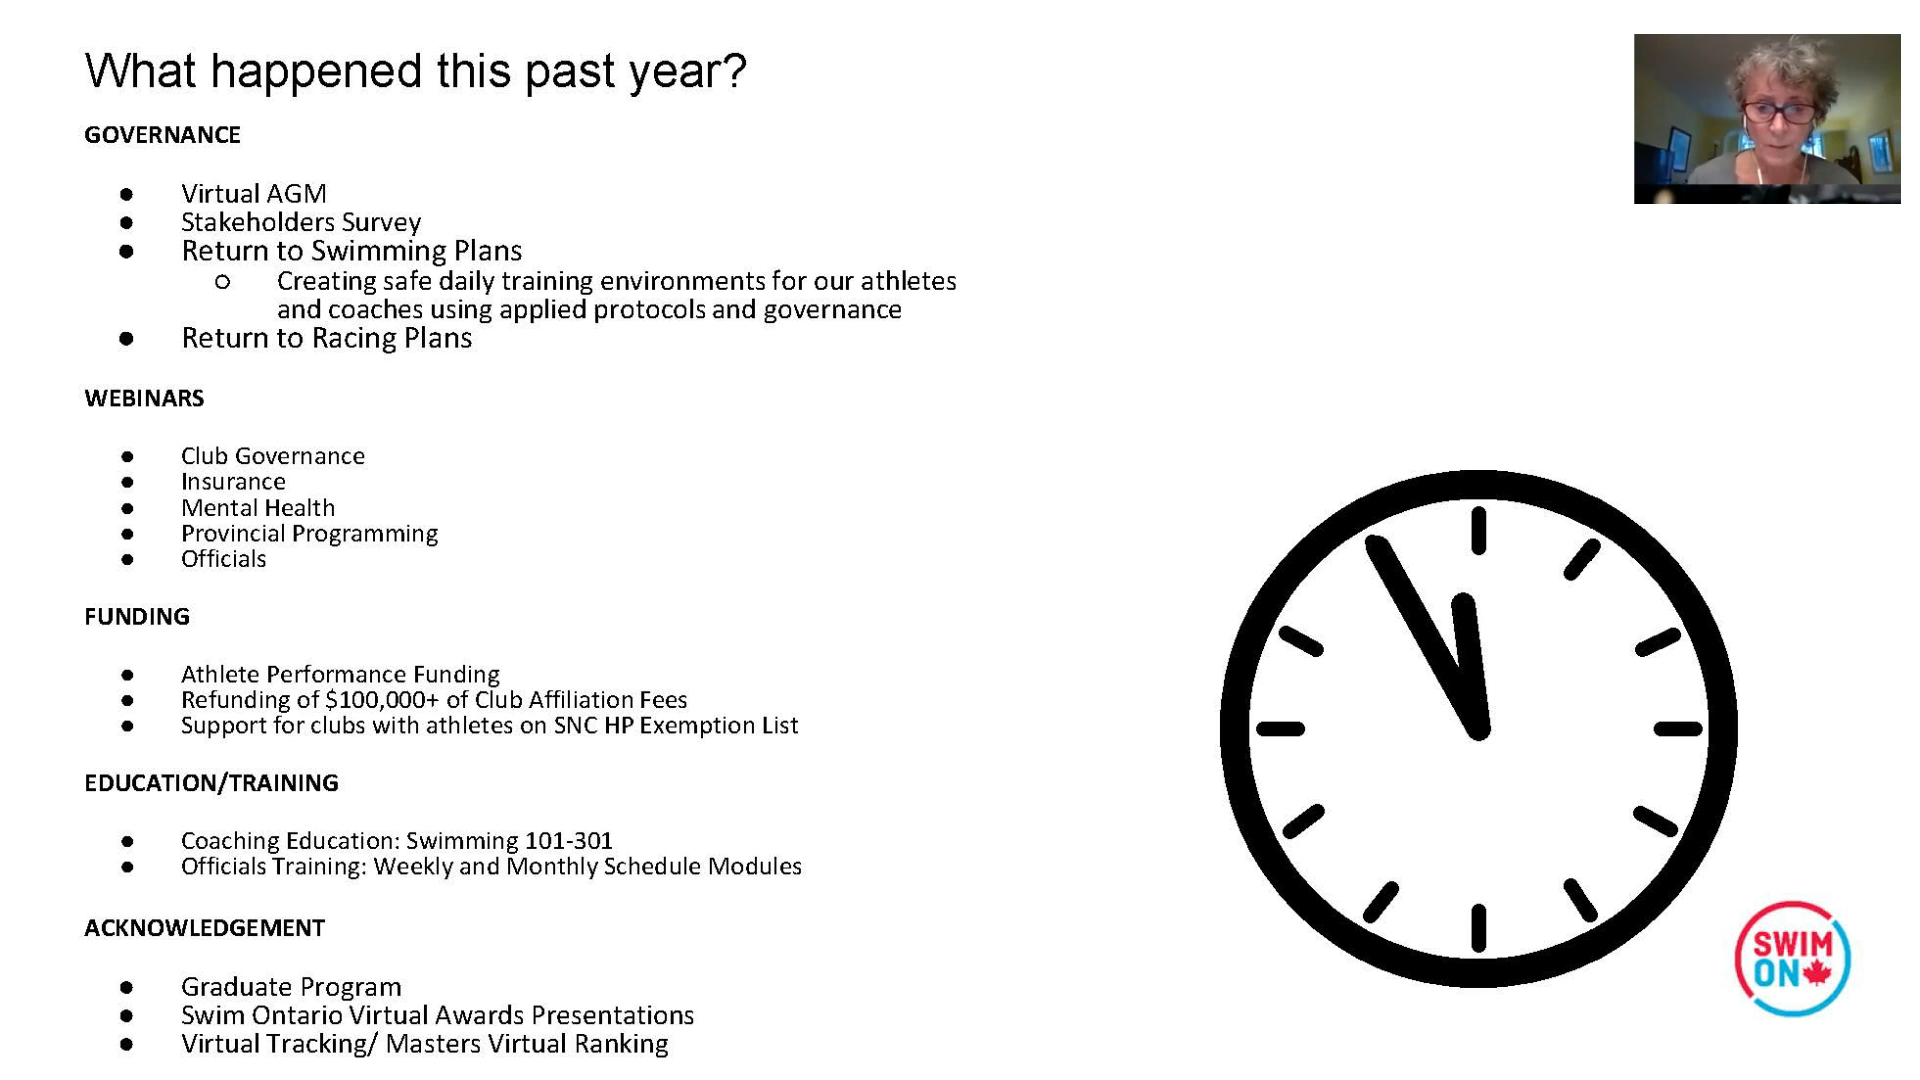 What happened this past year?
GOVERNANCE
● Virtual AGM
● Stakeholders Survey
● Return to Swimming Plans
○ Creating safe daily training environments for our athletes
and coaches using applied protocols and governance
● Return to Racing Plans
WEBINARS
● Club Governance
● Insurance
● Mental Health
● Provincial Programming
● Officials
FUNDING
● Athlete Performance Funding
● Refunding of $100,000+ of Club Affiliation Fees
● Support for clubs with athletes on SNC HP Exemption List
EDUCATION/TRAINING
● Coaching Education: Swimming 101-301
● Officials Training: Weekly and Monthly Schedule Modules
ACKNOWLEDGEMENT
● Graduate Program
● Swim Ontario Virtual Awards Presentations
● Virtual Tracking/ Masters Virtual Ranking
SWIM
ON